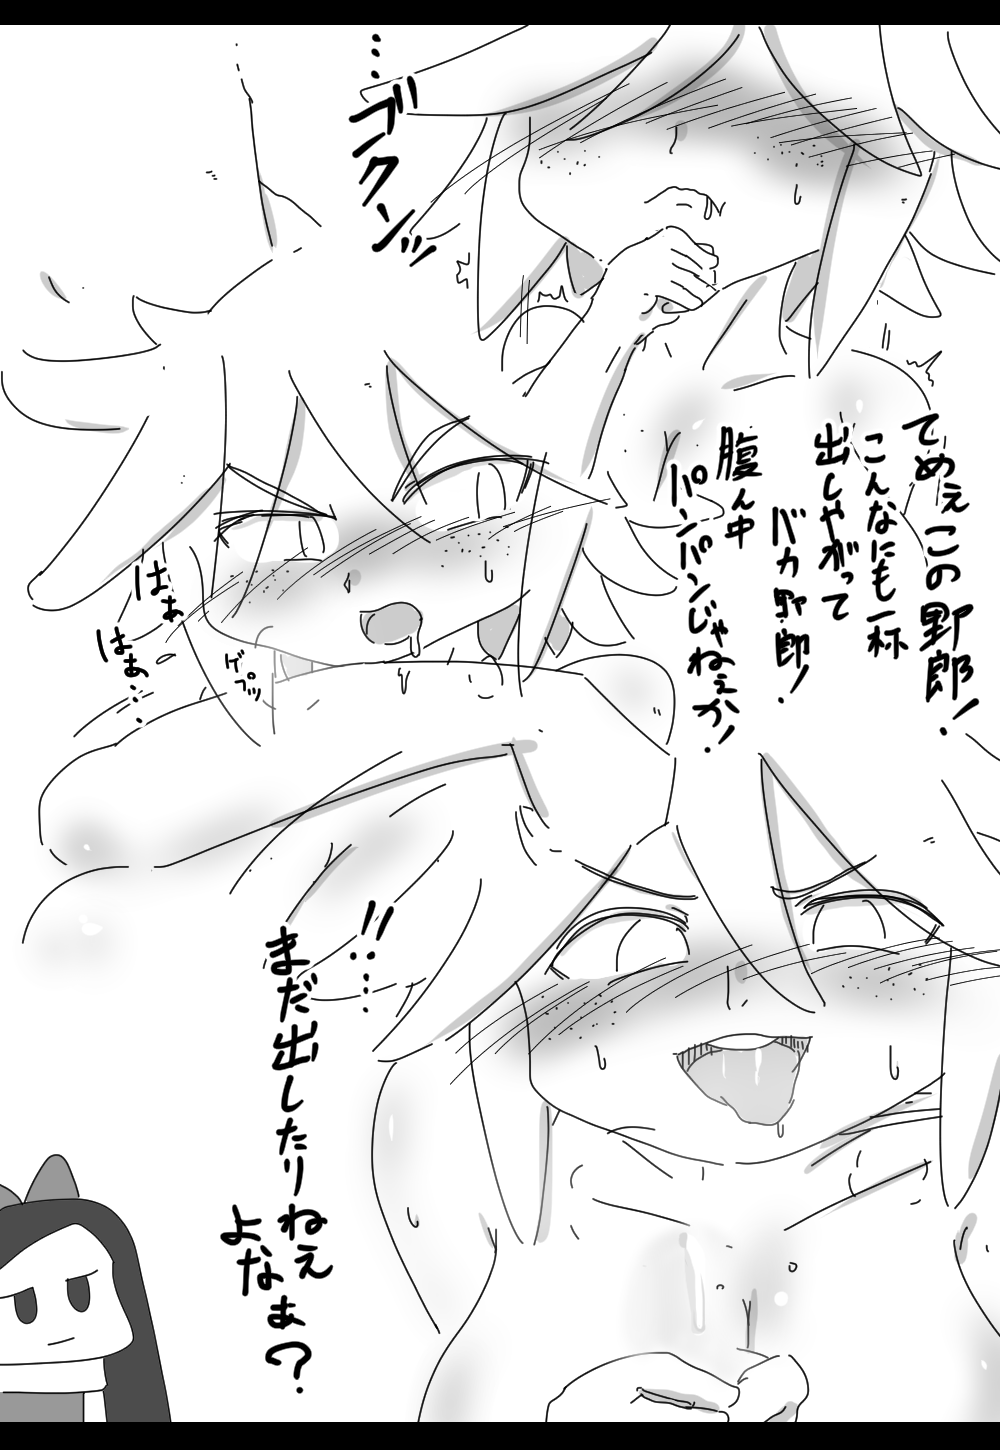 …ゴクンッ
てめぇこの野郎!
こんなにも一杯
出しやがって
バカ野郎!
腹ん中
パンパンじゃねぇか!
はぁ
はぁ…
ゲプッ
!!…
まだ出したりねぇ
よなぁ?